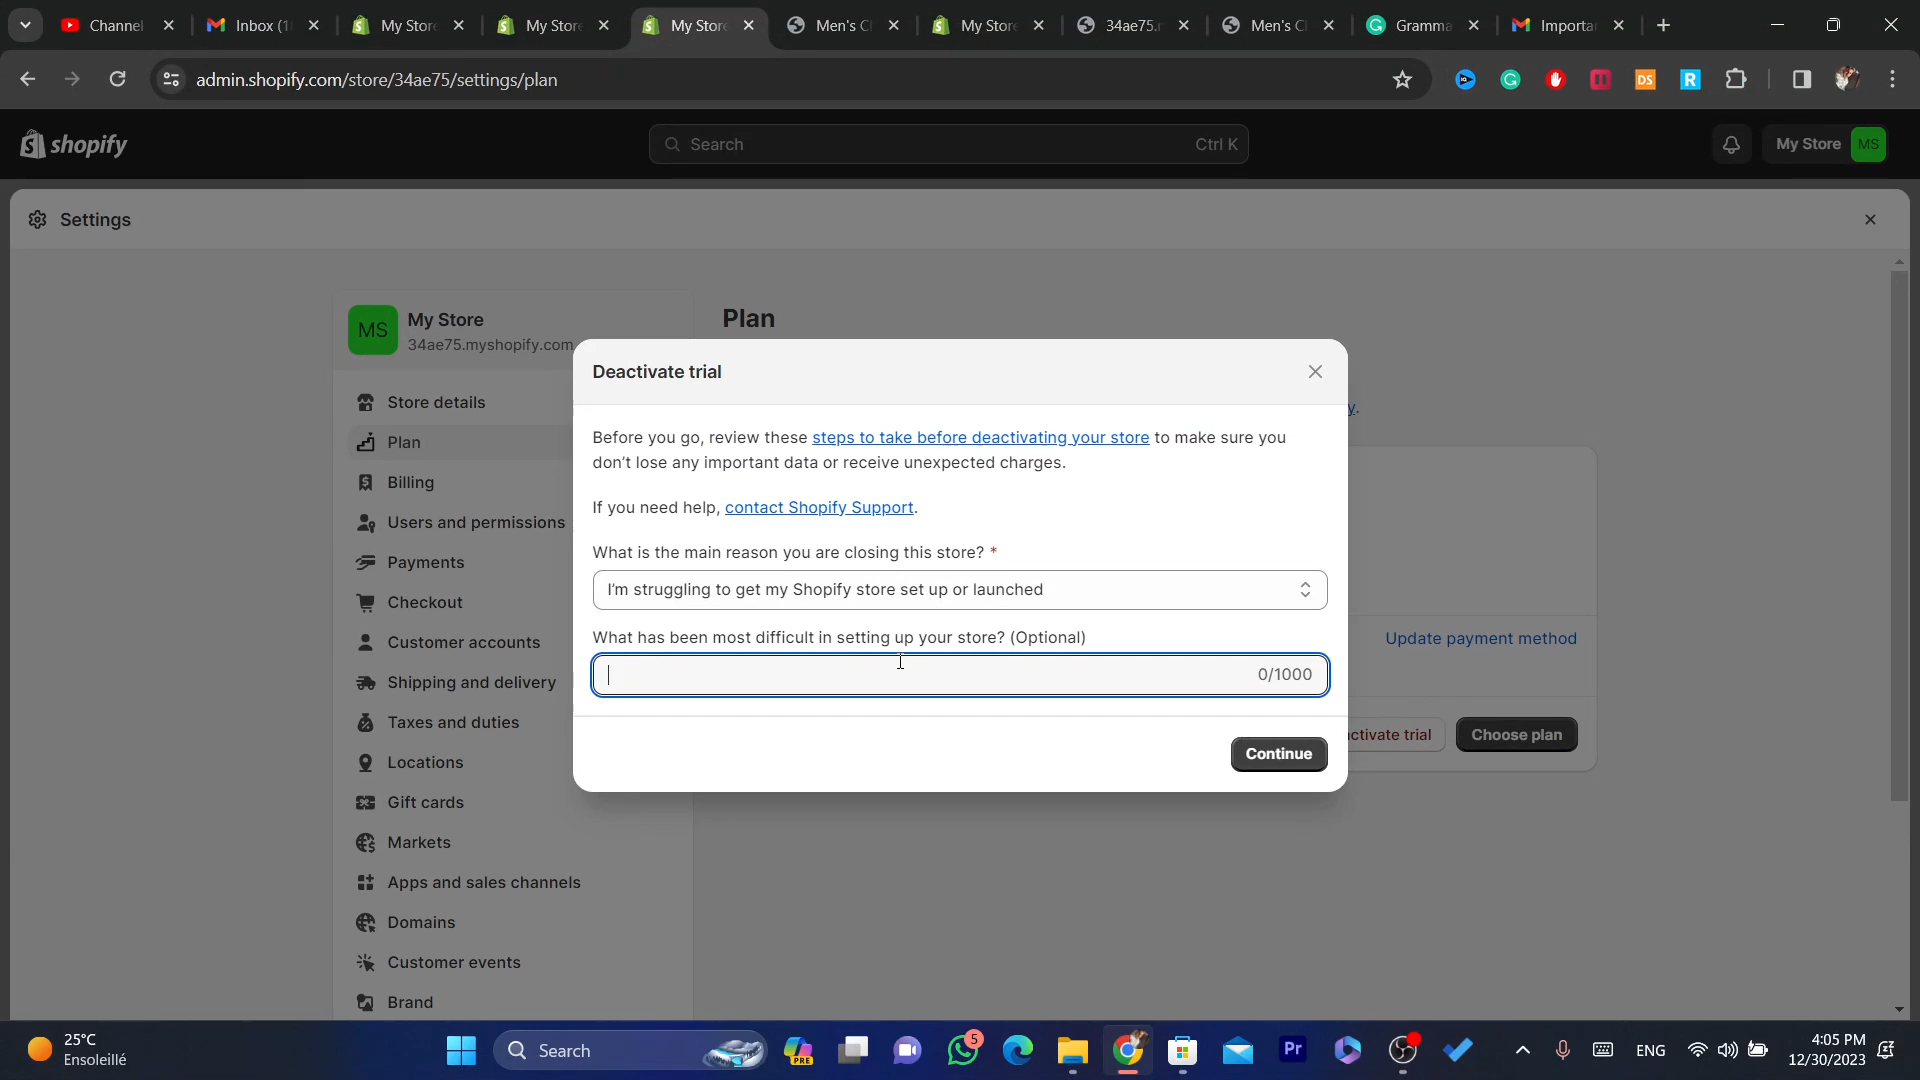 Channel
Inbox (1
My Store
My Store
My Store
Men's C
My Store
34ae75.m
Men's C
Gramma
Importa
admin.shopify.com/store/34ae75/settings/plan
shopify
Search
Ctrl K
My Store
MS
Settings
MS
My Store
34ae75.myshopify.com
Plan
Store details
Plan
Billing
Users and permissions
Payments
Checkout
Customer accounts
Shipping and delivery
Taxes and duties
Locations
Gift cards
Markets
Apps and sales channels
Domains
Customer events
Brand
y.
Update payment method
ctivate trial
Choose plan
Deactivate trial
Before you go, review these steps to take before deactivating your store to make sure you
don't lose any important data or receive unexpected charges.
If you need help, contact Shopify Support.
What is the main reason you are closing this store? *
I'm struggling to get my Shopify store set up or launched
What has been most difficult in setting up your store? (Optional)
0/1000
Continue
25°C
Ensoleillé
Search
PRE
5
Pr
ENG
4:05 PM
12/30/2023
DS
R